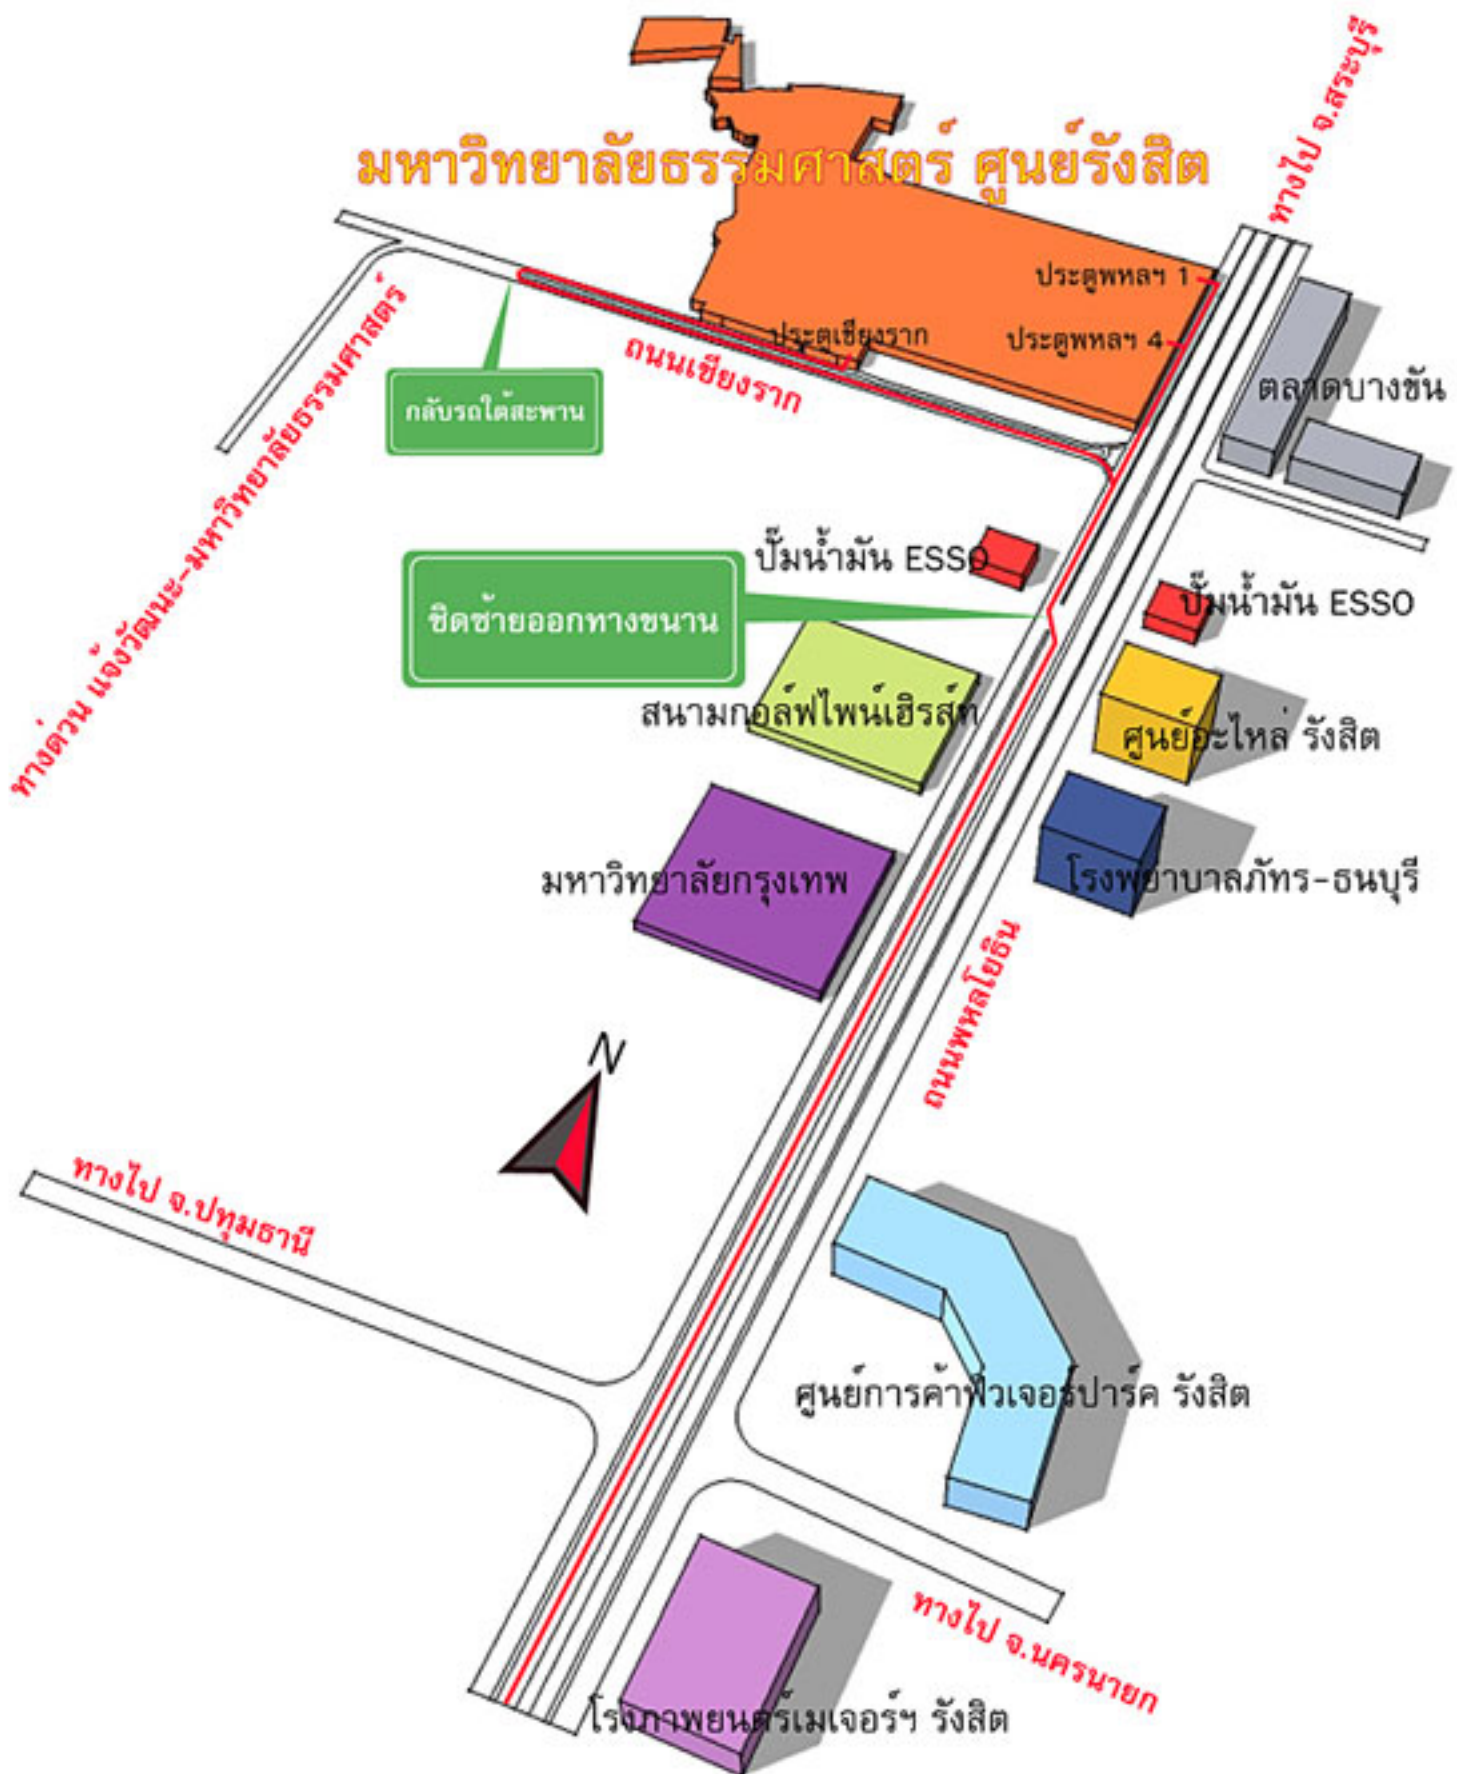 ทางไป จ.สระบุรี
มหาวิทยาลัยธรรมศาสตร์ ศูนย์รังสิต
ประตูพหลฯ 1
ประตูเชียงราก
ประตูพหลฯ 4
ถนนเชียงราก
ตลาดบางขัน
กลับรถใต้สะพาน
ทางด่วน แจ้งวัฒนะ-มหาวิทยาลัยธรรมศาสตร์
ปั๊มน้ำมัน ESSO
ปั๊มน้ำมัน ESSO
ชิดซ้ายออกทางขนาน
สนามกอล์ฟไพน์เฮิรส์ท
ศูนย์อะไหล่ รังสิต
มหาวิทยาลัยกรุงเทพ
โรงพยาบาลภัทร-ธนบุรี
ถนนพหลโยธิน
N
ทางไป จ.ปทุมธานี
ศูนย์การค้าฟิวเจอร์ปาร์ค รังสิต
ทางไป จ.นครนายก
โรงภาพยนตร์เมเจอร์ฯ รังสิต